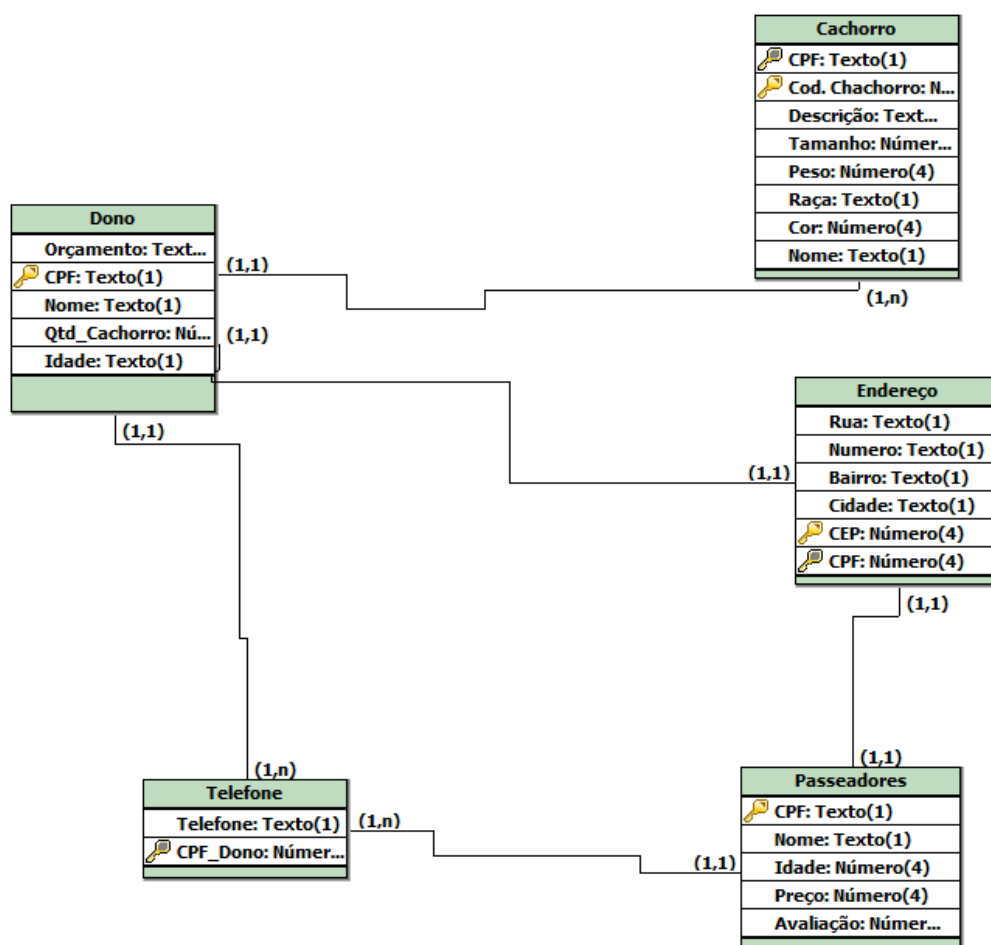 Cachorro
CPF: Texto(1)
Cod. Chachorro: N...
Descrição: Text...
Tamanho: Númer...
Peso: Número(4)
Raça: Texto(1)
Cor: Número(4)
Nome: Texto(1)
(1,n)
Dono
Orçamento: Text...
CPF: Texto(1)
Nome: Texto(1)
Qtd_Cachorro: Nú...
Idade: Texto(1)
(1,1)
(1,1)
(1,1)
Endereço
Rua: Texto(1)
Numero: Texto(1)
Bairro: Texto(1)
Cidade: Texto(1)
CEP: Número(4)
CPF: Número(4)
(1,1)
(1,1)
(1,n)
Telefone
Telefone: Texto(1)
CPF_Dono: Númer...
(1,n)
(1,1)
(1,1)
Passeadores
CPF: Texto(1)
Nome: Texto(1)
Idade: Número(4)
Preço: Número(4)
Avaliação: Númer...